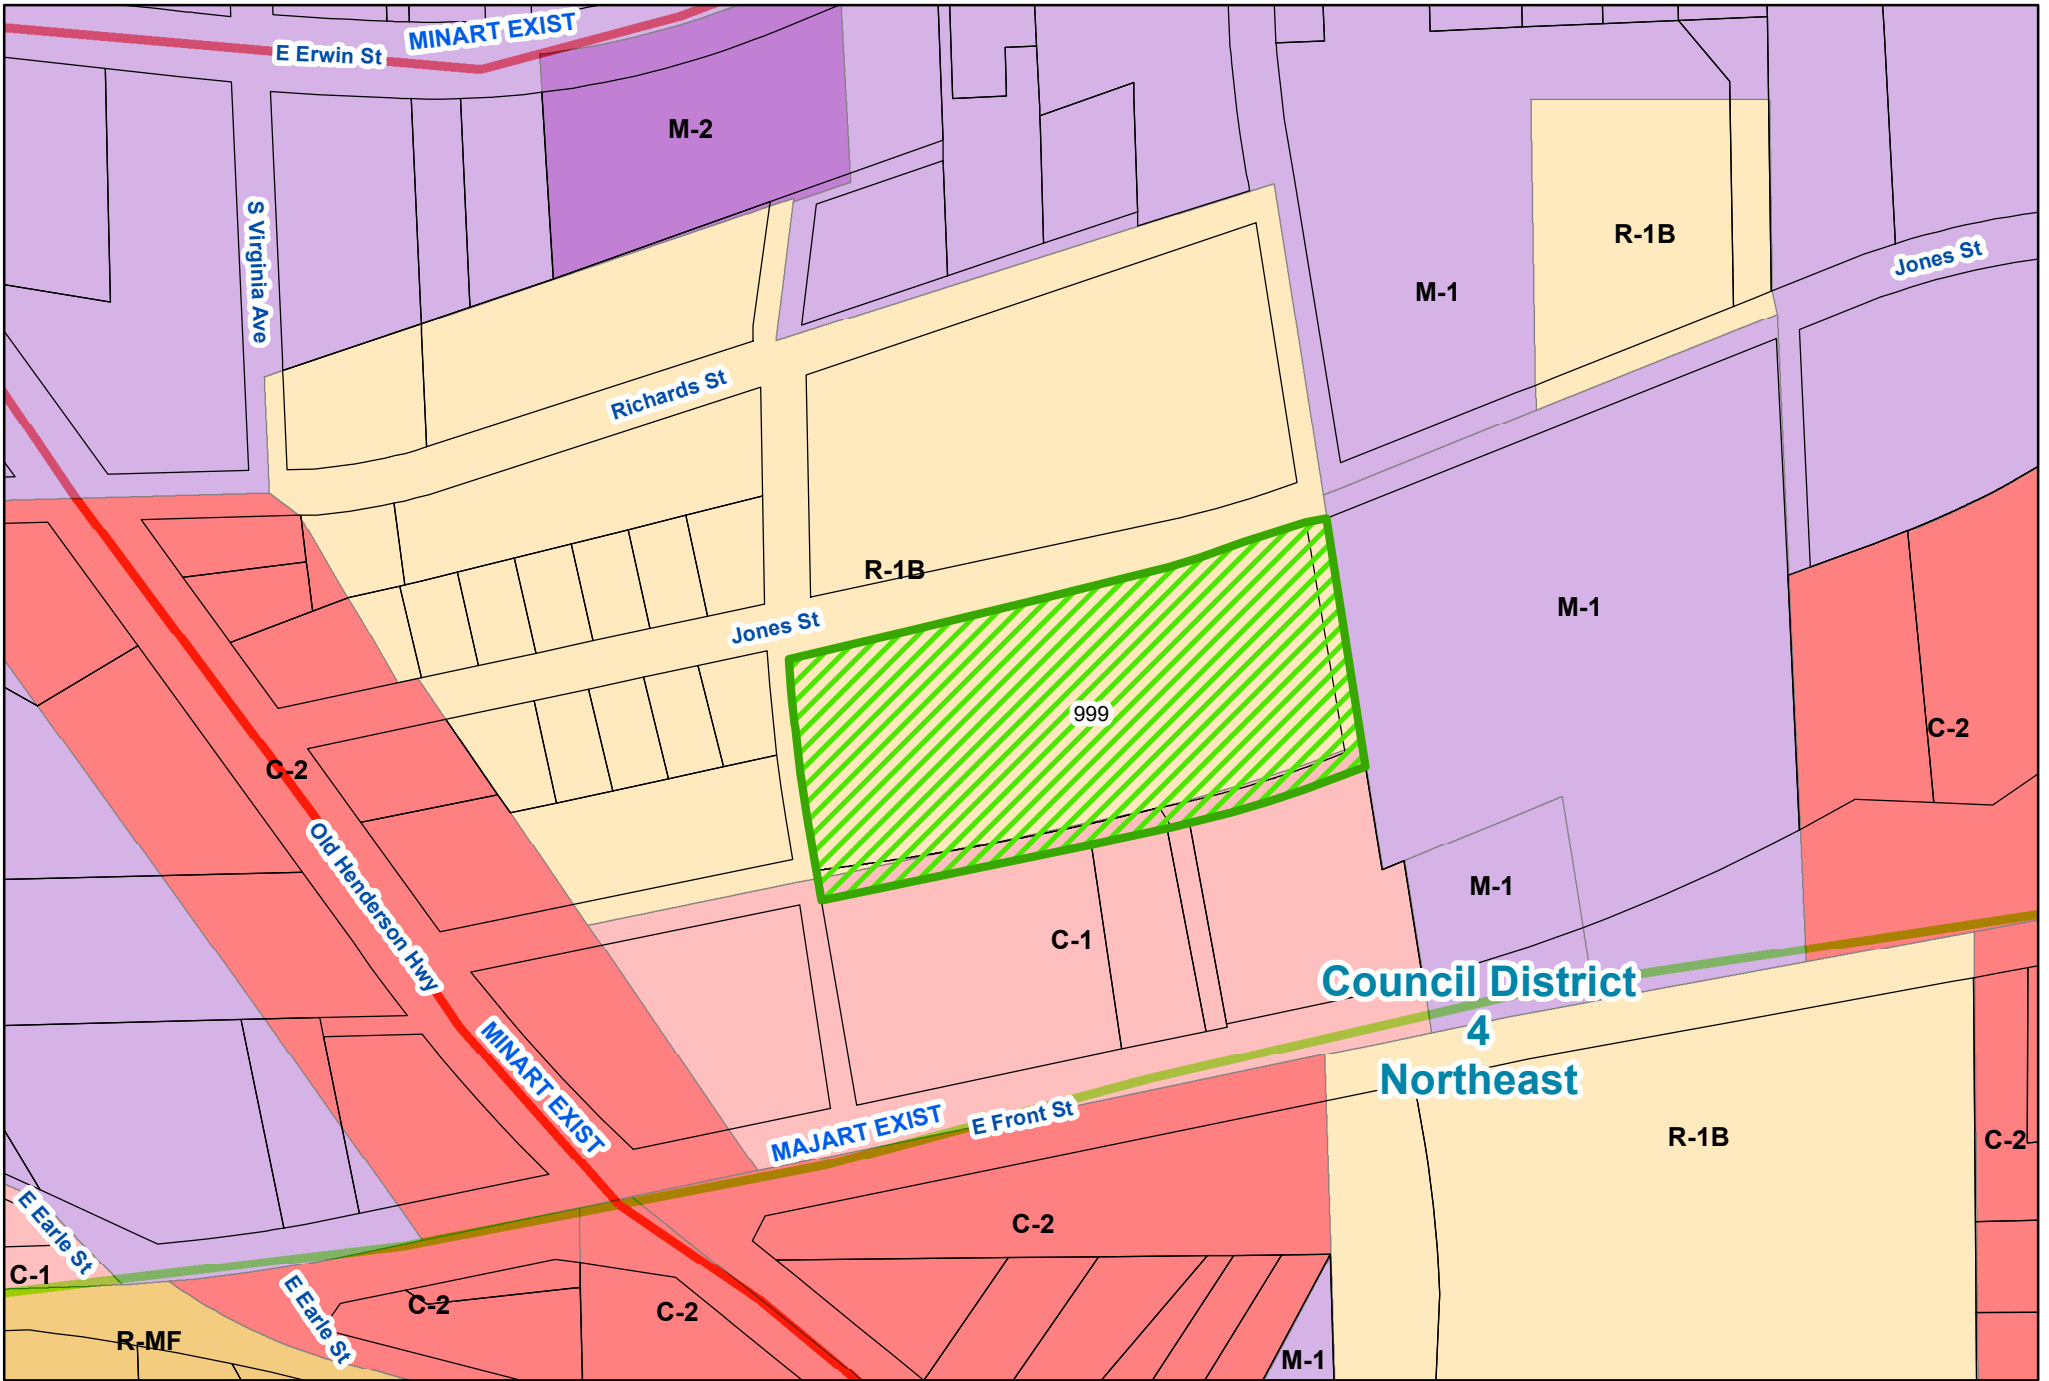 MINART EXIST
E Erwin St
M-2
S Virginia Ave
R-1B
Jones St
M-1
Richards St
R-1B
M-1
Jones St
999
C-2
C-2
Old Henderson Hwy
M-1
C-1
Council District
4
Northeast
MINART EXIST
MAJART EXIST
E Front St
R-1B
C-2
E Earle St
C-2
C-1
E Earle St
C-2
C-2
R-MF
M-1